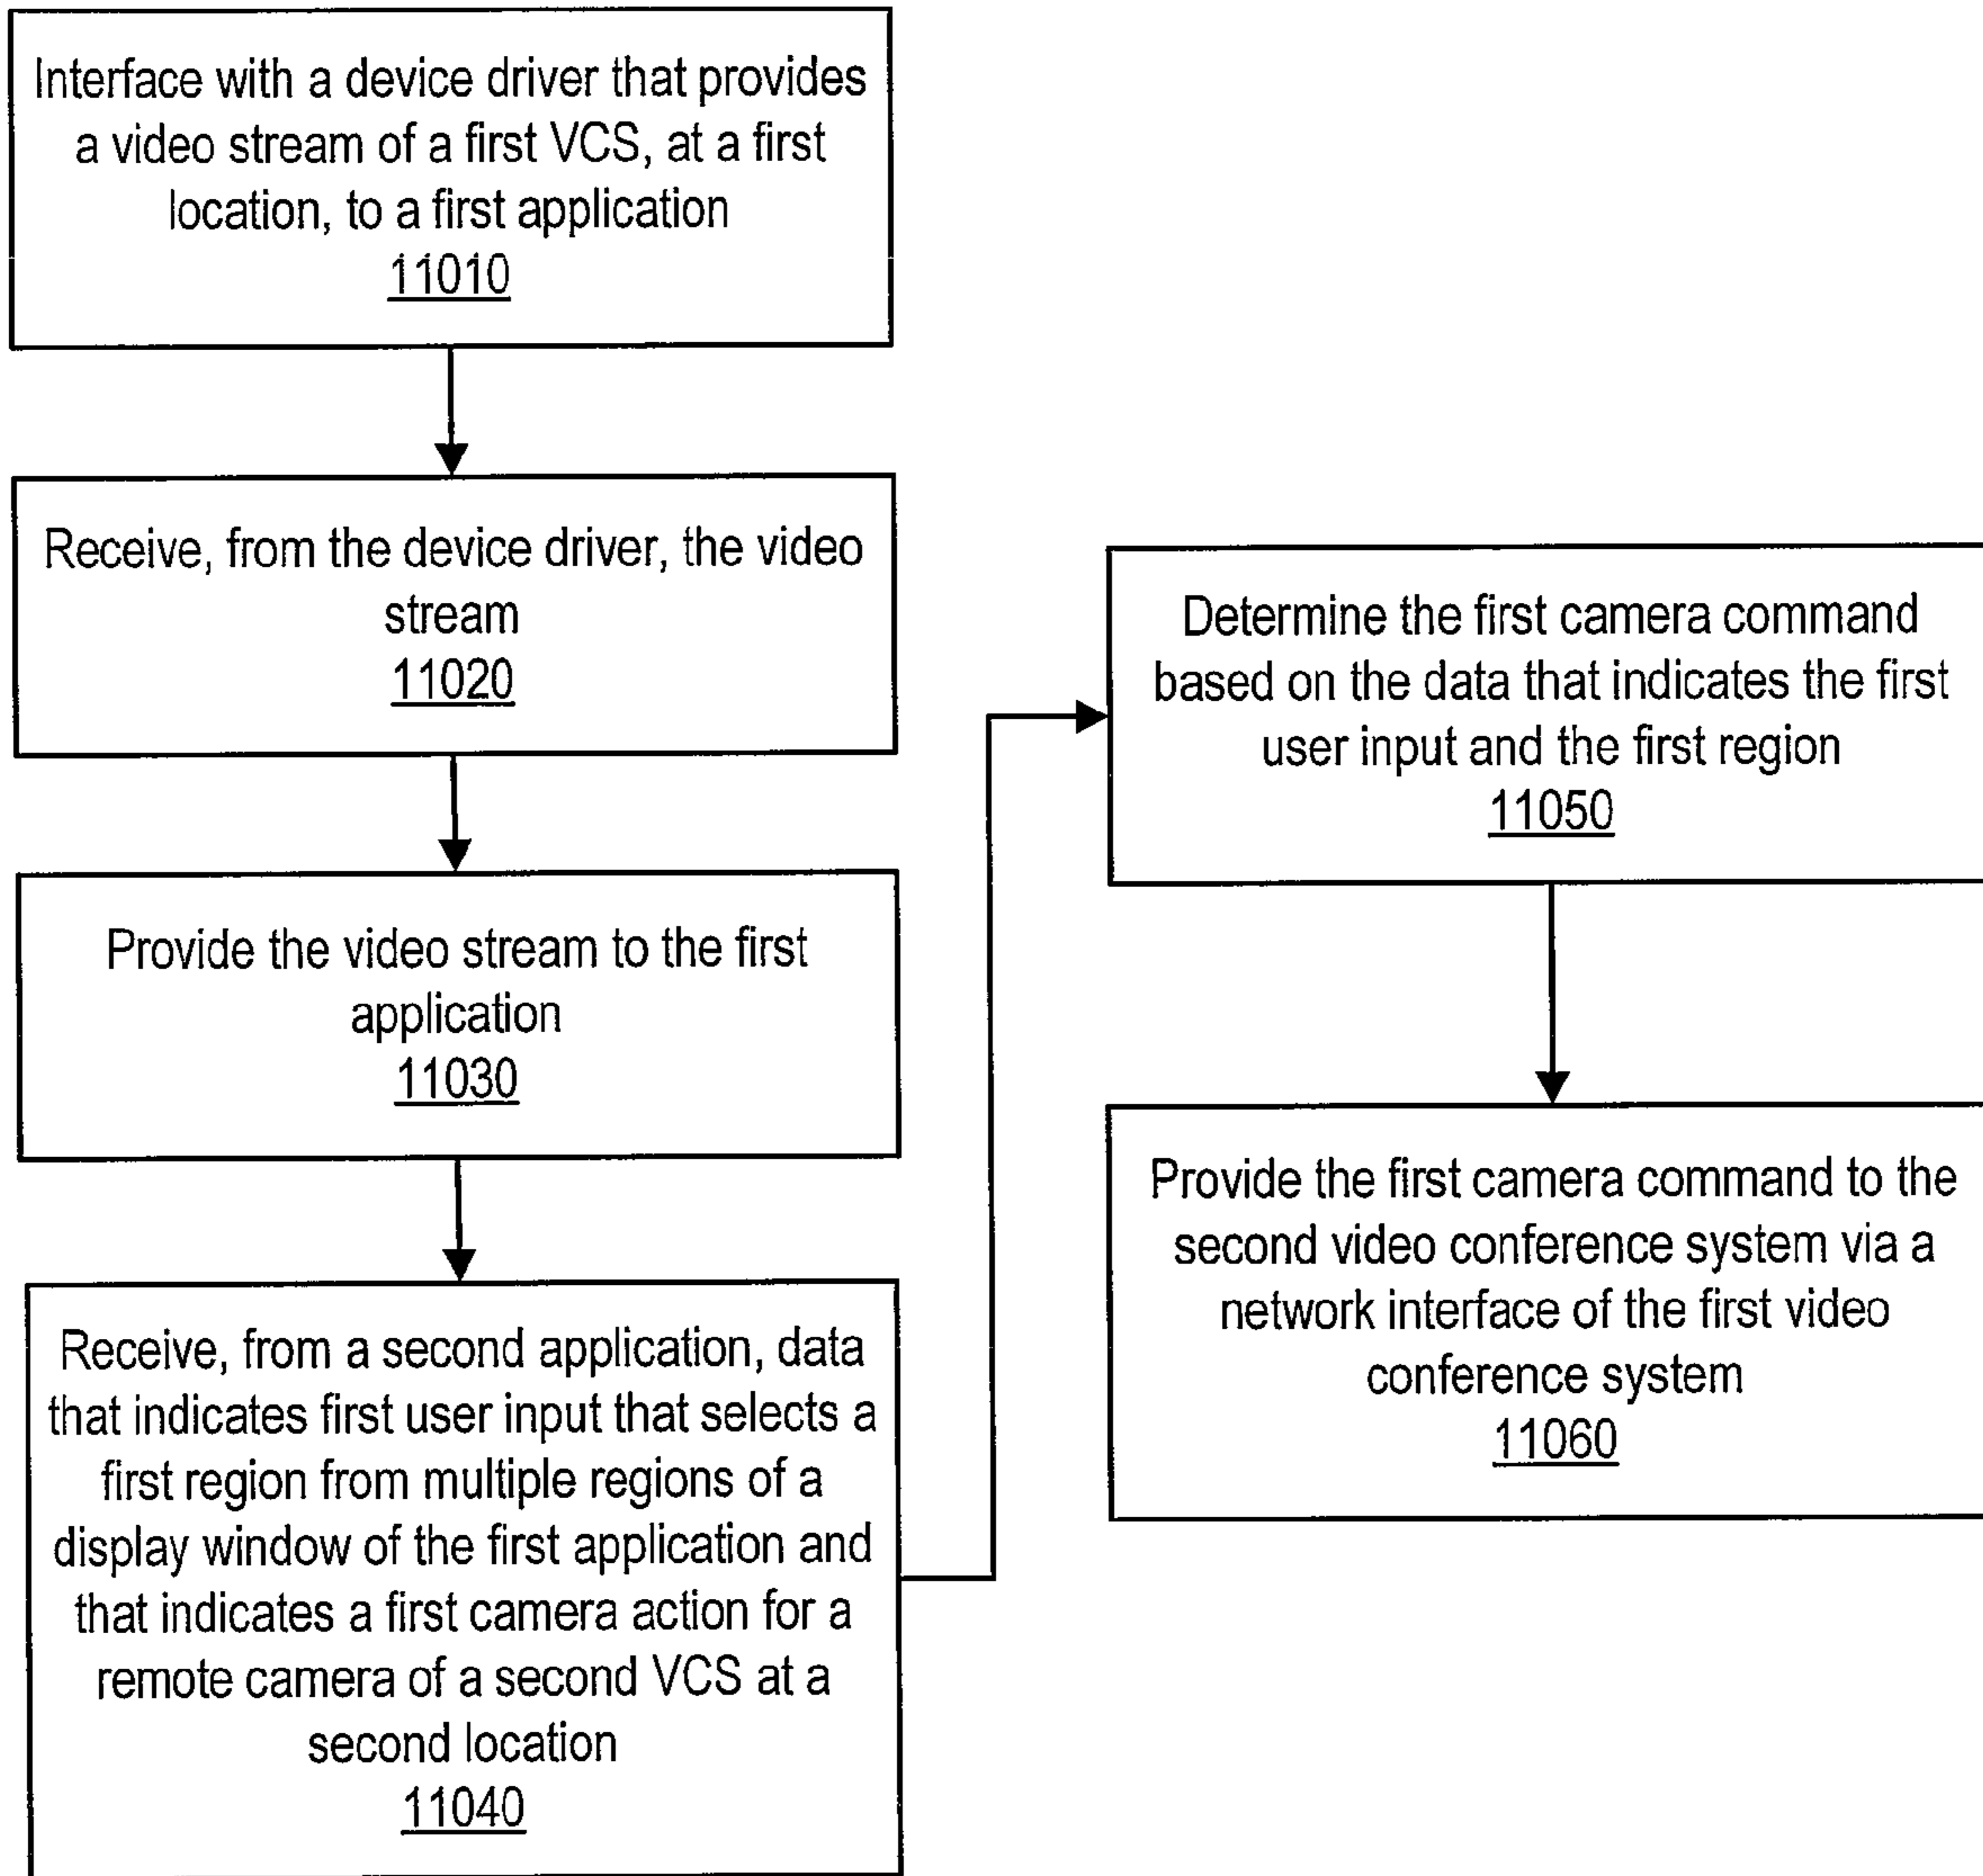 Interface with a device driver that provides
a video stream of a first VCS, at a first
location, to a first application
11010
Receive, from the device driver, the video
stream
11020
Provide the video stream to the first
application
11030
Receive, from a second application, data
that indicates first user input that selects a
first region from multiple regions of a
display window of the first application and
that indicates a first camera action for a
remote camera of a second VCS at a
second location
11040
Determine the first camera command
based on the data that indicates the first
user input and the first region
11050
Provide the first camera command to the
second video conference system via a
network interface of the first video
conference system
11060